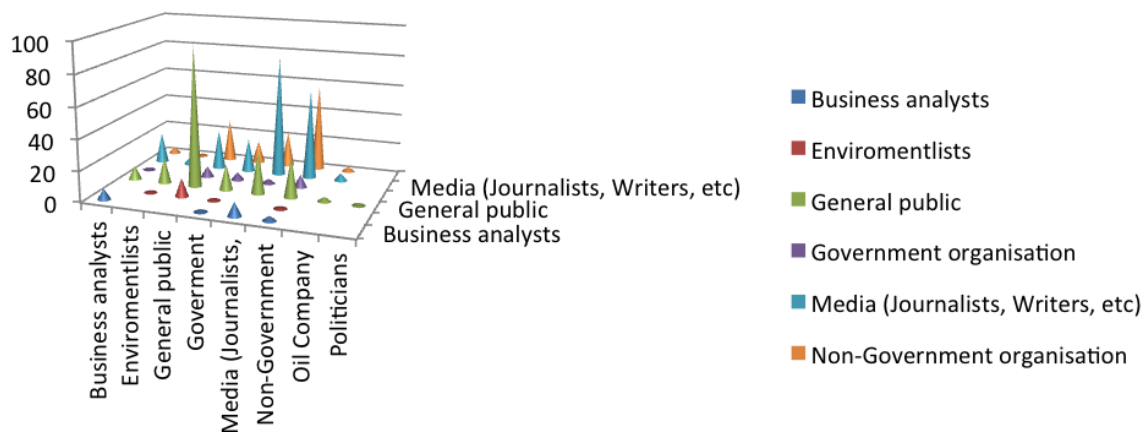 100
80
60
40
20
0
Business analysts
Enviromentlists
General public
Goverment
Media (Journalists,
Non-Government
Oil Company
Politicians
Media (Journalists, Writers, etc)
General public
Business analysts
Business analysts
Enviromentlists
General public
Government organisation
Media (Journalists, Writers, etc)
Non-Government organisation